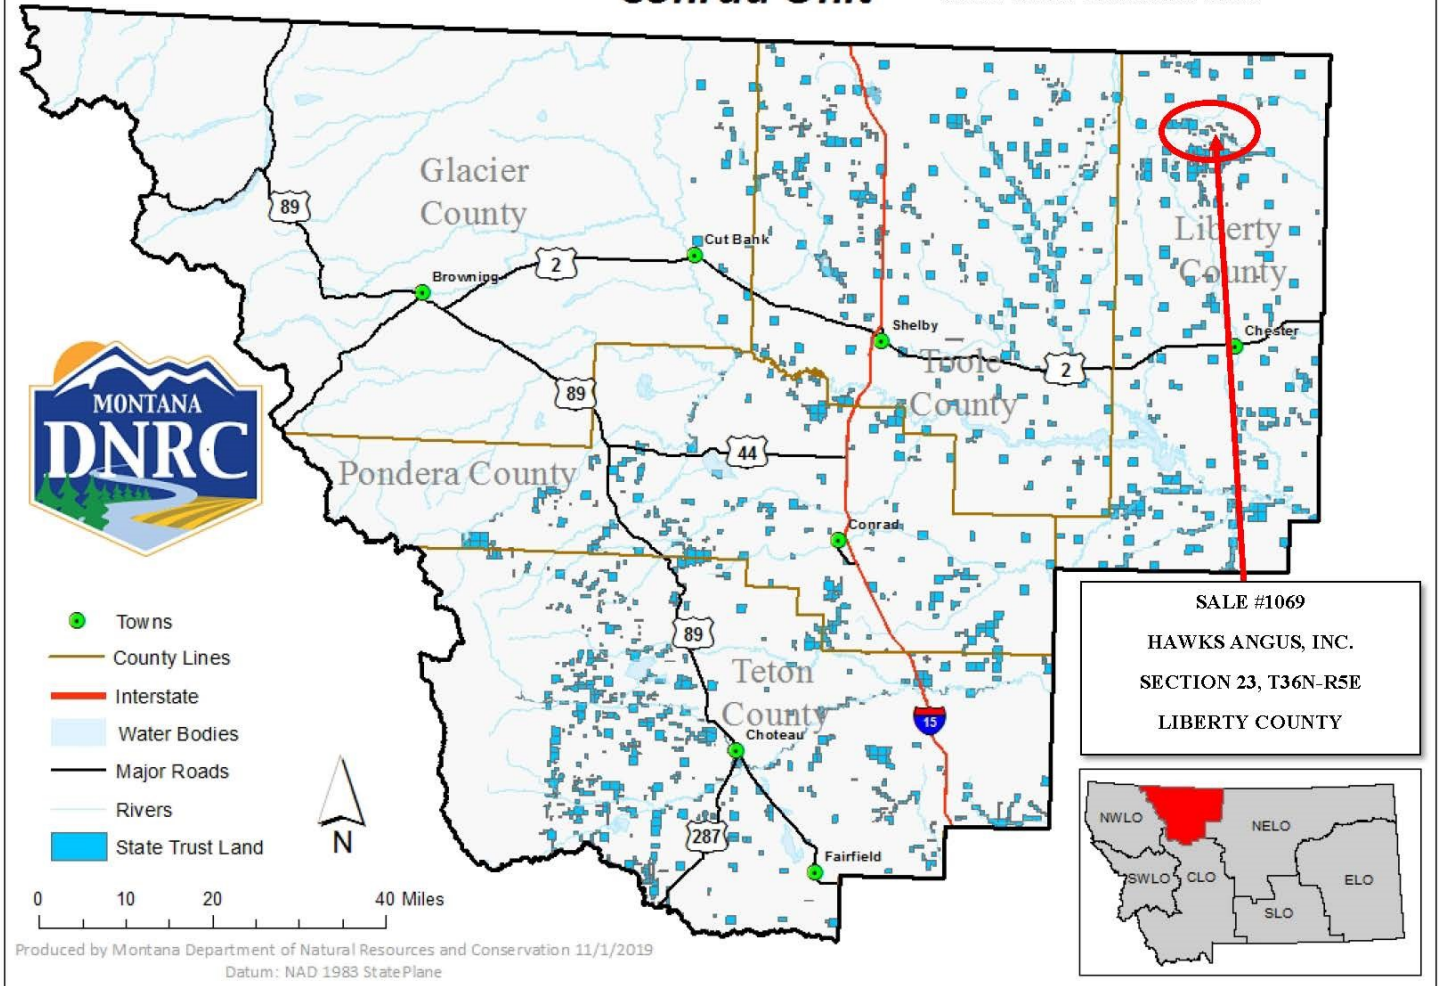 Conrad Unit
Glacier
County
89
Cut Bank
2
Browning
Liberty
County
Shelby
Chester
Toole
County
2
89
MONTANA
DNRC
44
Pondera County
Conrad
SALE #1069
HAWKS ANGUS, INC.
SECTION 23, T36N-R5E
LIBERTY COUNTY
Towns
County Lines
Interstate
Water Bodies
Major Roads
Rivers
State Trust Land
N
89
Teton
County
Choteau
15
287
Fairfield
NWLO
NELO
SWLO
CLO
ELO
SLO
0 10 20 40 Miles
Produced by Montana Department of Natural Resources and Conservation 11/1/2019
Datum: NAD 1983 StatePlane